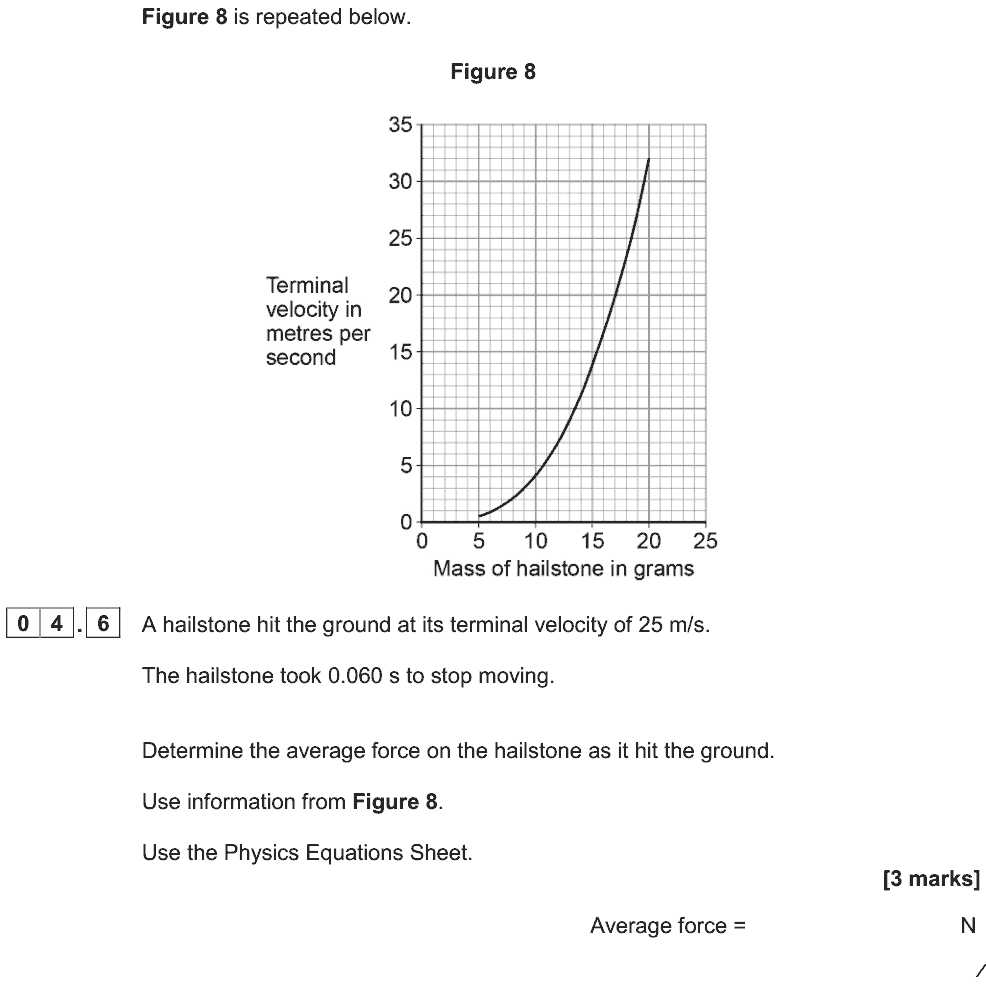 Figure 8 is repeated below.
Figure 8
35
30
25
20
15
10
5
0
Terminal
velocity in
metres per
second
0 5 10 15 20 25
Mass of hailstone in grams
0 4 . 6 A hailstone hit the ground at its terminal velocity of 25 m/s.
The hailstone took 0.060 s to stop moving.
Determine the average force on the hailstone as it hit the ground.
Use information from Figure 8.
Use the Physics Equations Sheet.
[3 marks]
Average force = N
/